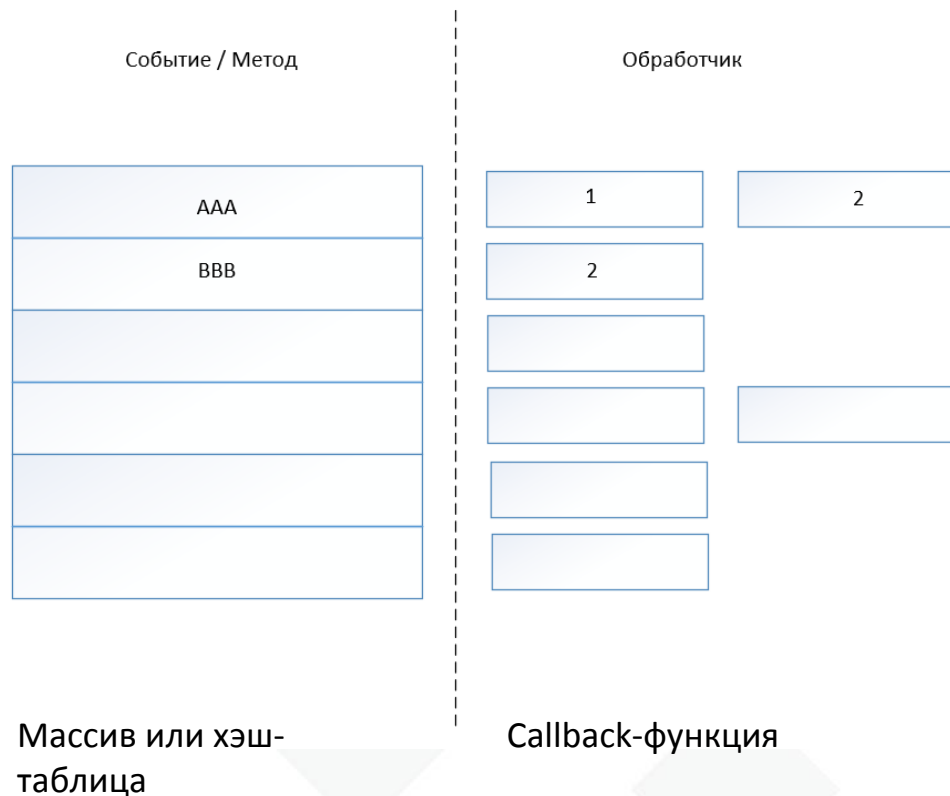 Событие / Метод
Обработчик
AAA
1
2
BBB
2
Массив или хэш-
таблица
Callback-функция